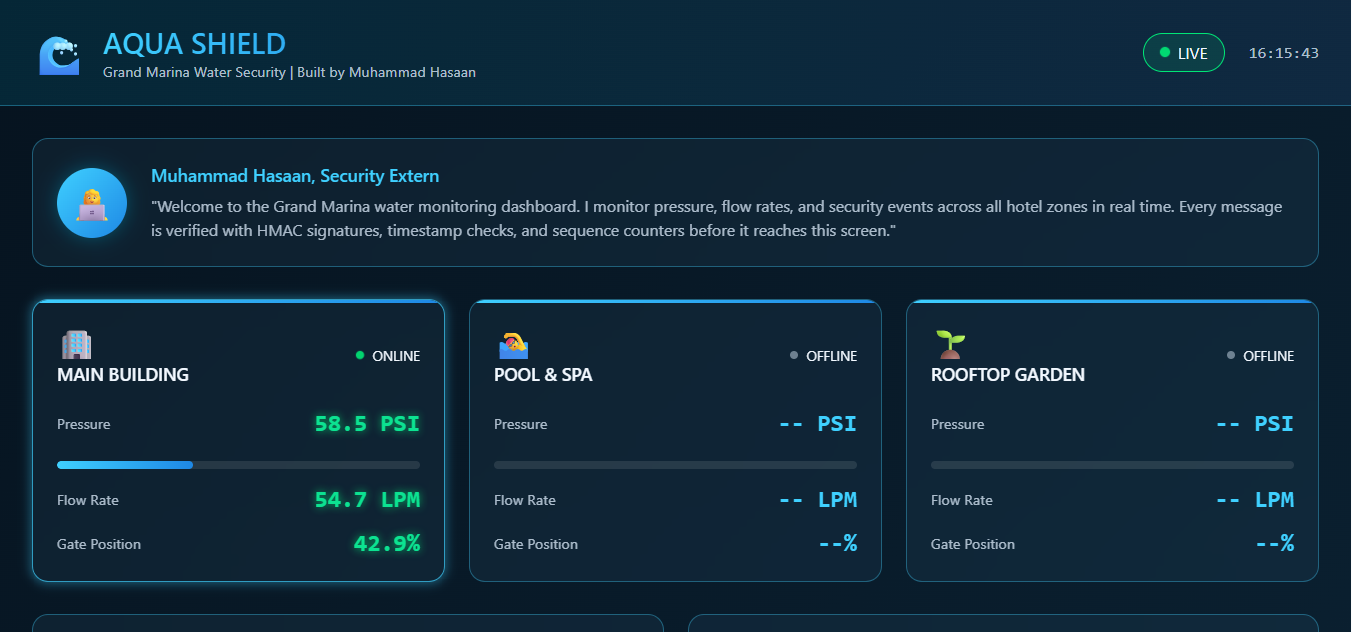 AQUA SHIELD
Grand Marina Water Security | Built by Muhammad Hasaan
LIVE
16:15:43
Muhammad Hasaan, Security Extern
"Welcome to the Grand Marina water monitoring dashboard. I monitor pressure, flow rates, and security events across all hotel zones in real time. Every message
is verified with HMAC signatures, timestamp checks, and sequence counters before it reaches this screen."
MAIN BUILDING
ONLINE
Pressure
58.5 PSI
Flow Rate
54.7 LPM
Gate Position
42.9%
POOL & SPA
OFFLINE
Pressure
-- PSI
Flow Rate
-- LPM
Gate Position
--%
ROOFTOP GARDEN
OFFLINE
Pressure
-- PSI
Flow Rate
-- LPM
Gate Position
--%